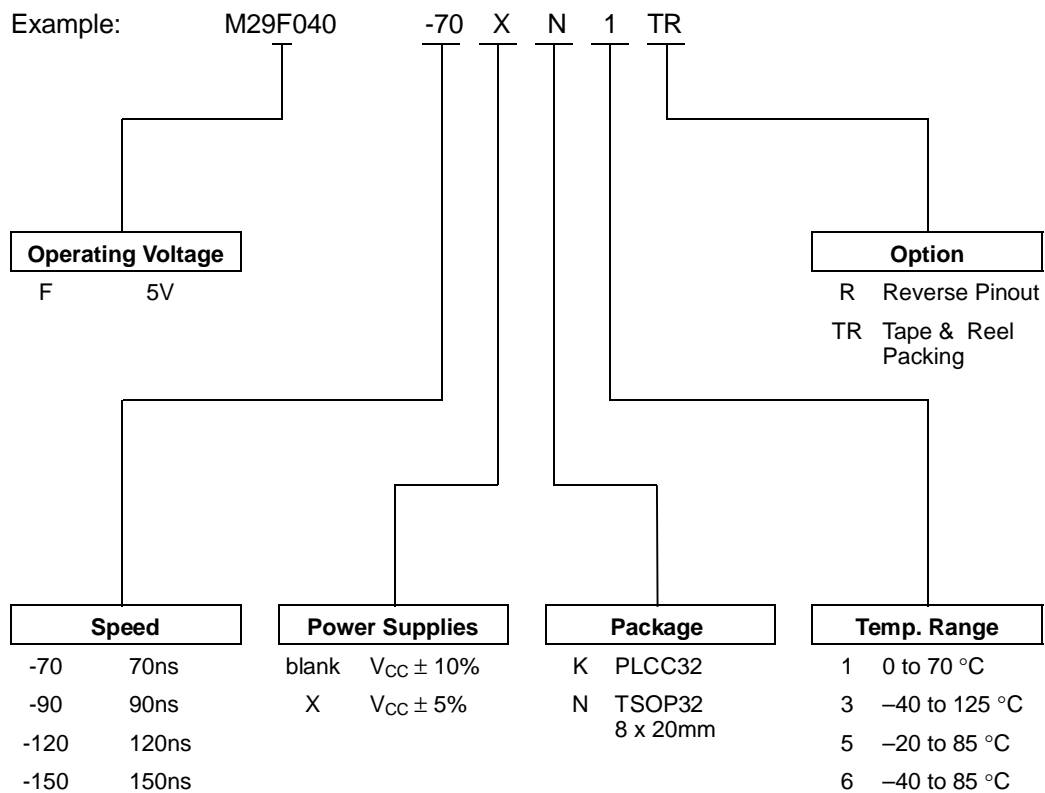 Example: M29F040 -70 X N 1 TR
Operating Voltage
F 5V
Option
R Reverse Pinout
TR Tape & Reel
Packing
Speed
-70 70ns
-90 90ns
-120 120ns
-150 150ns
Power Supplies
blank VCC ± 10%
X VCC ± 5%
Package
K PLCC32
N TSOP32
8 x 20mm
Temp. Range
1 0 to 70 °C
3 –40 to 125 °C
5 –20 to 85 °C
6 –40 to 85 °C